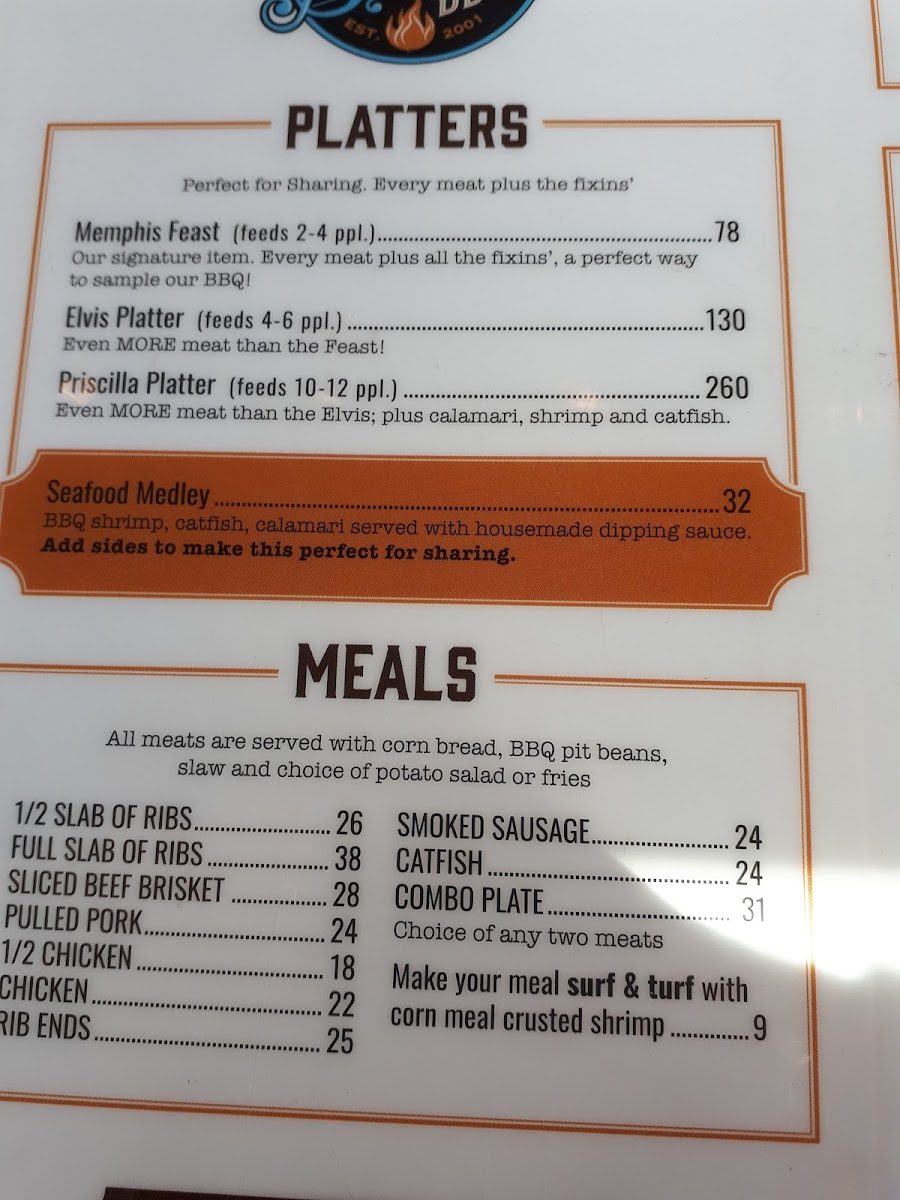 EST. 2001
PLATTERS
Perfect for Sharing. Every meat plus the fixins'
Memphis Feast (feeds 2-4 ppl.)...78
Our signature item. Every meat plus all the fixins', a perfect way
to sample our BBQ!
Elvis Platter (feeds 4-6 ppl.)...130
Even MORE meat than the Feast!
Priscilla Platter (feeds 10-12 ppl.)...260
Even MORE meat than the Elvis; plus calamari, shrimp and catfish.
Seafood Medley...32
BBQ shrimp, catfish, calamari served with housemade dipping sauce.
Add sides to make this perfect for sharing.
MEALS
All meats are served with corn bread, BBQ pit beans,
slaw and choice of potato salad or fries
1/2 SLAB OF RIBS...26
FULL SLAB OF RIBS...38
SLICED BEEF BRISKET...28
PULLED PORK...24
1/2 CHICKEN...18
CHICKEN...22
RIB ENDS...25
SMOKED SAUSAGE...24
CATFISH...24
COMBO PLATE...31
Choice of any two meats
Make your meal surf & turf with
corn meal crusted shrimp...9